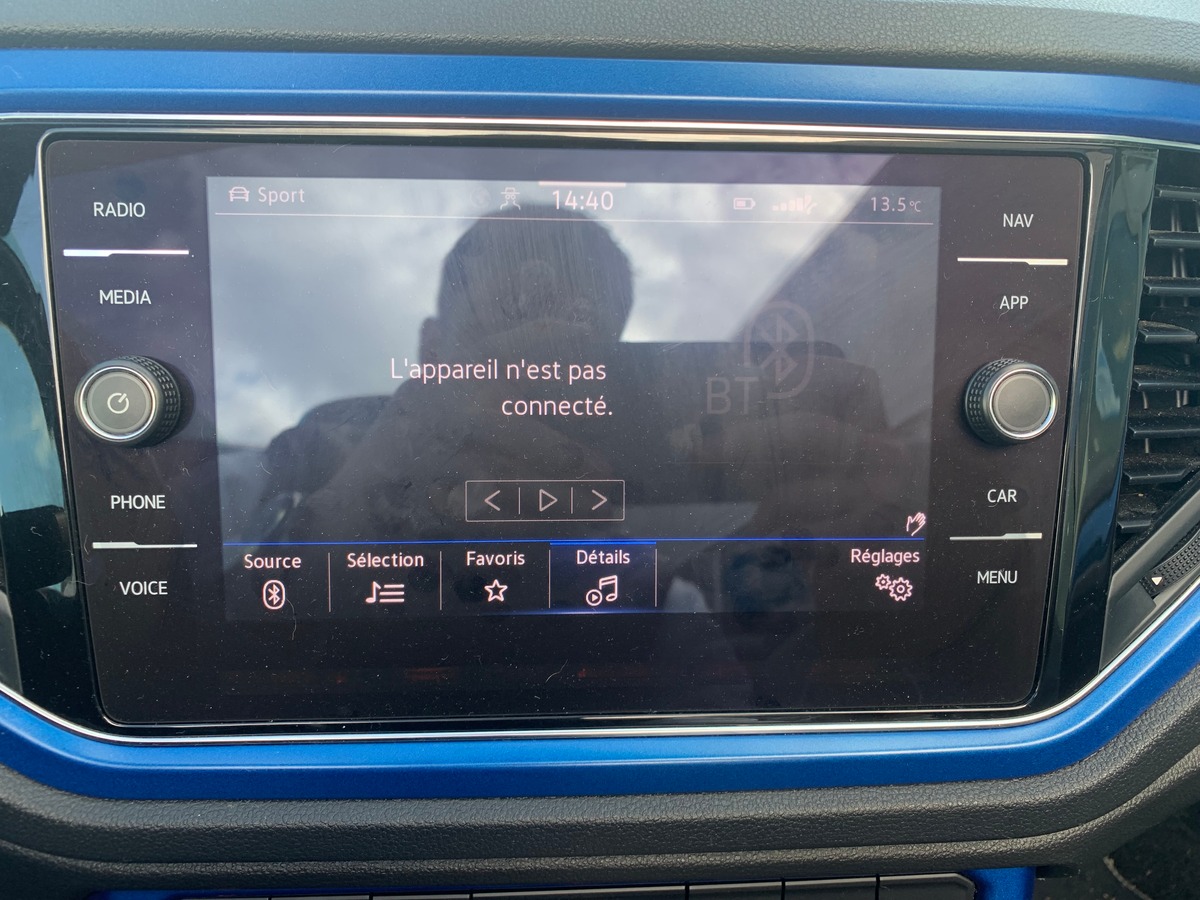 RADIO
MEDIA
PHONE
VOICE
Sport
14:40
13.5°C
L'appareil n'est pas
connecté.
BT
Source
Sélection
Favoris
Détails
Réglages
NAV
APP
CAR
MENU